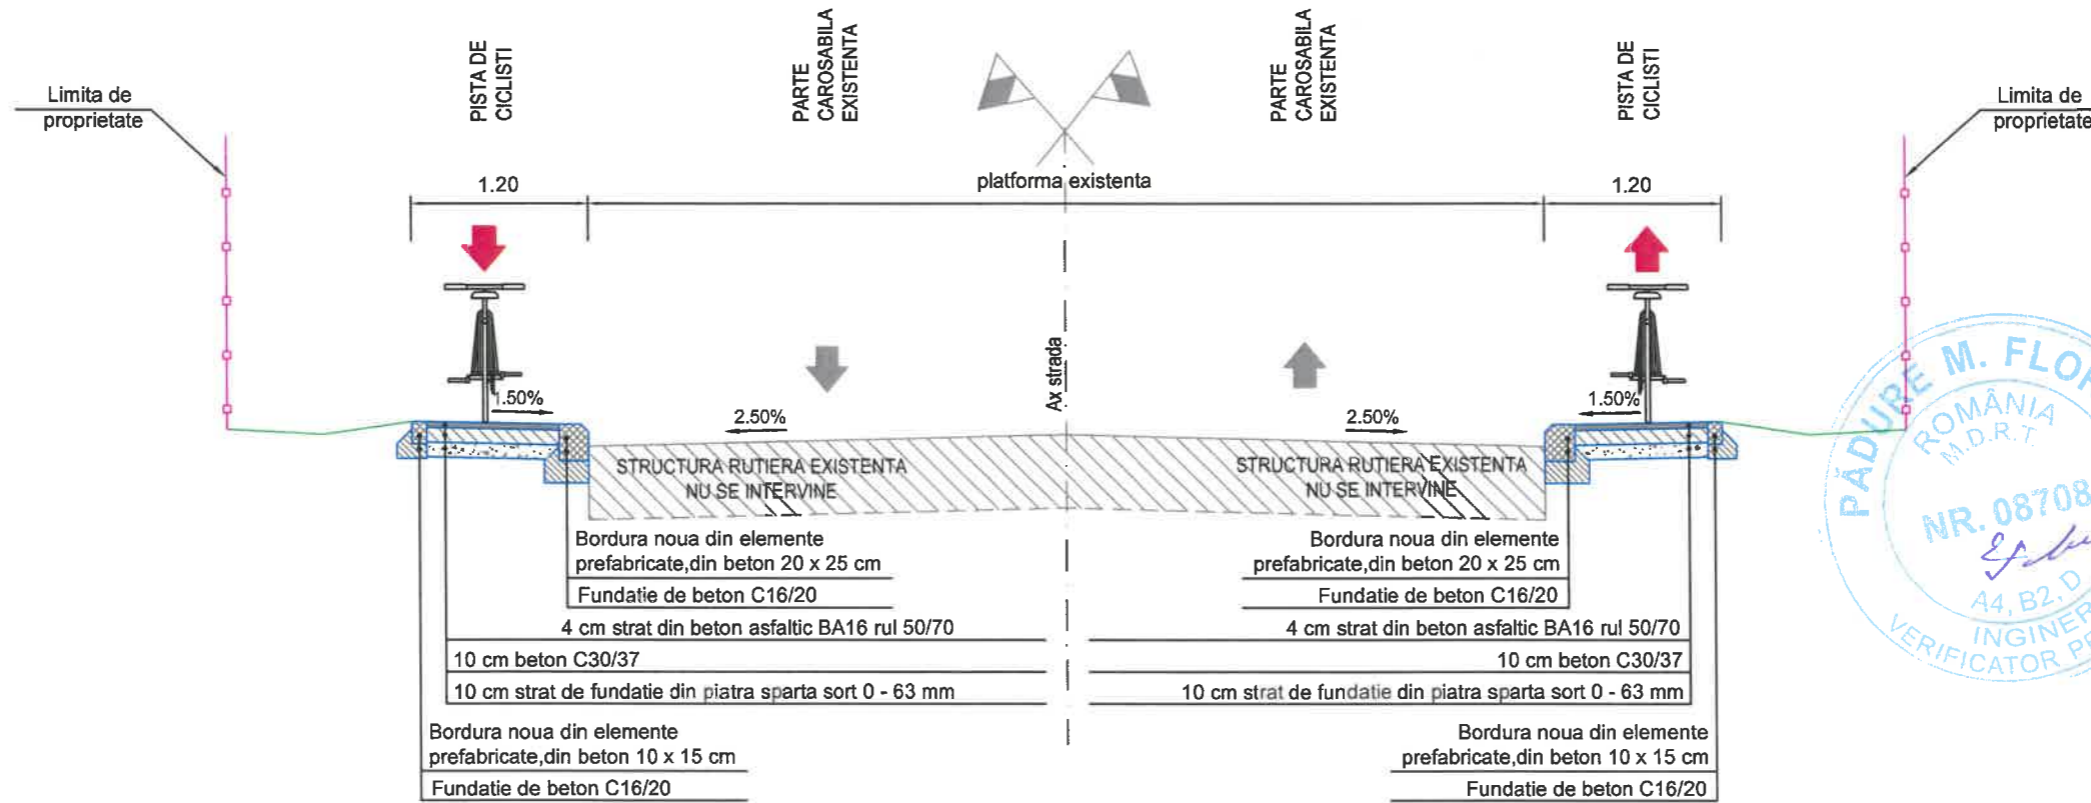 PISTA DE
CICLISTI
PARTE
CAROSABILA
EXISTENTA
PARTE
CAROSABILA
EXISTENTA
PISTA DE
CICLISTI
Limita de
proprietate
Limita de
proprietate
1.20
platforma existenta
1.20
Ax strada
1.50%
2.50%
2.50%
1.50%
STRUCTURA RUTIERA EXISTENTA
NU SE INTERVINE
STRUCTURA RUTIERA EXISTENTA
NU SE INTERVINE
Bordura noua din elemente
prefabricate,din beton 20 x 25 cm
Fundatie de beton C16/20
4 cm strat din beton asfaltic BA16 rul 50/70
10 cm beton C30/37
10 cm strat de fundatie din piatra sparta sort 0 - 63 mm
Bordura noua din elemente
prefabricate,din beton 10 x 15 cm
Fundatie de beton C16/20
Bordura noua din elemente
prefabricate,din beton 20 x 25 cm
Fundatie de beton C16/20
4 cm strat din beton asfaltic BA16 rul 50/70
10 cm beton C30/37
10 cm strat de fundatie din piatra sparta sort 0 - 63 mm
Bordura noua din elemente
prefabricate,din beton 10 x 15 cm
Fundatie de beton C16/20
PĂDURE M.
ROMÂNIA
M.D.R.T.
NR. 08708
A4, B2, D
VERIFICATOR